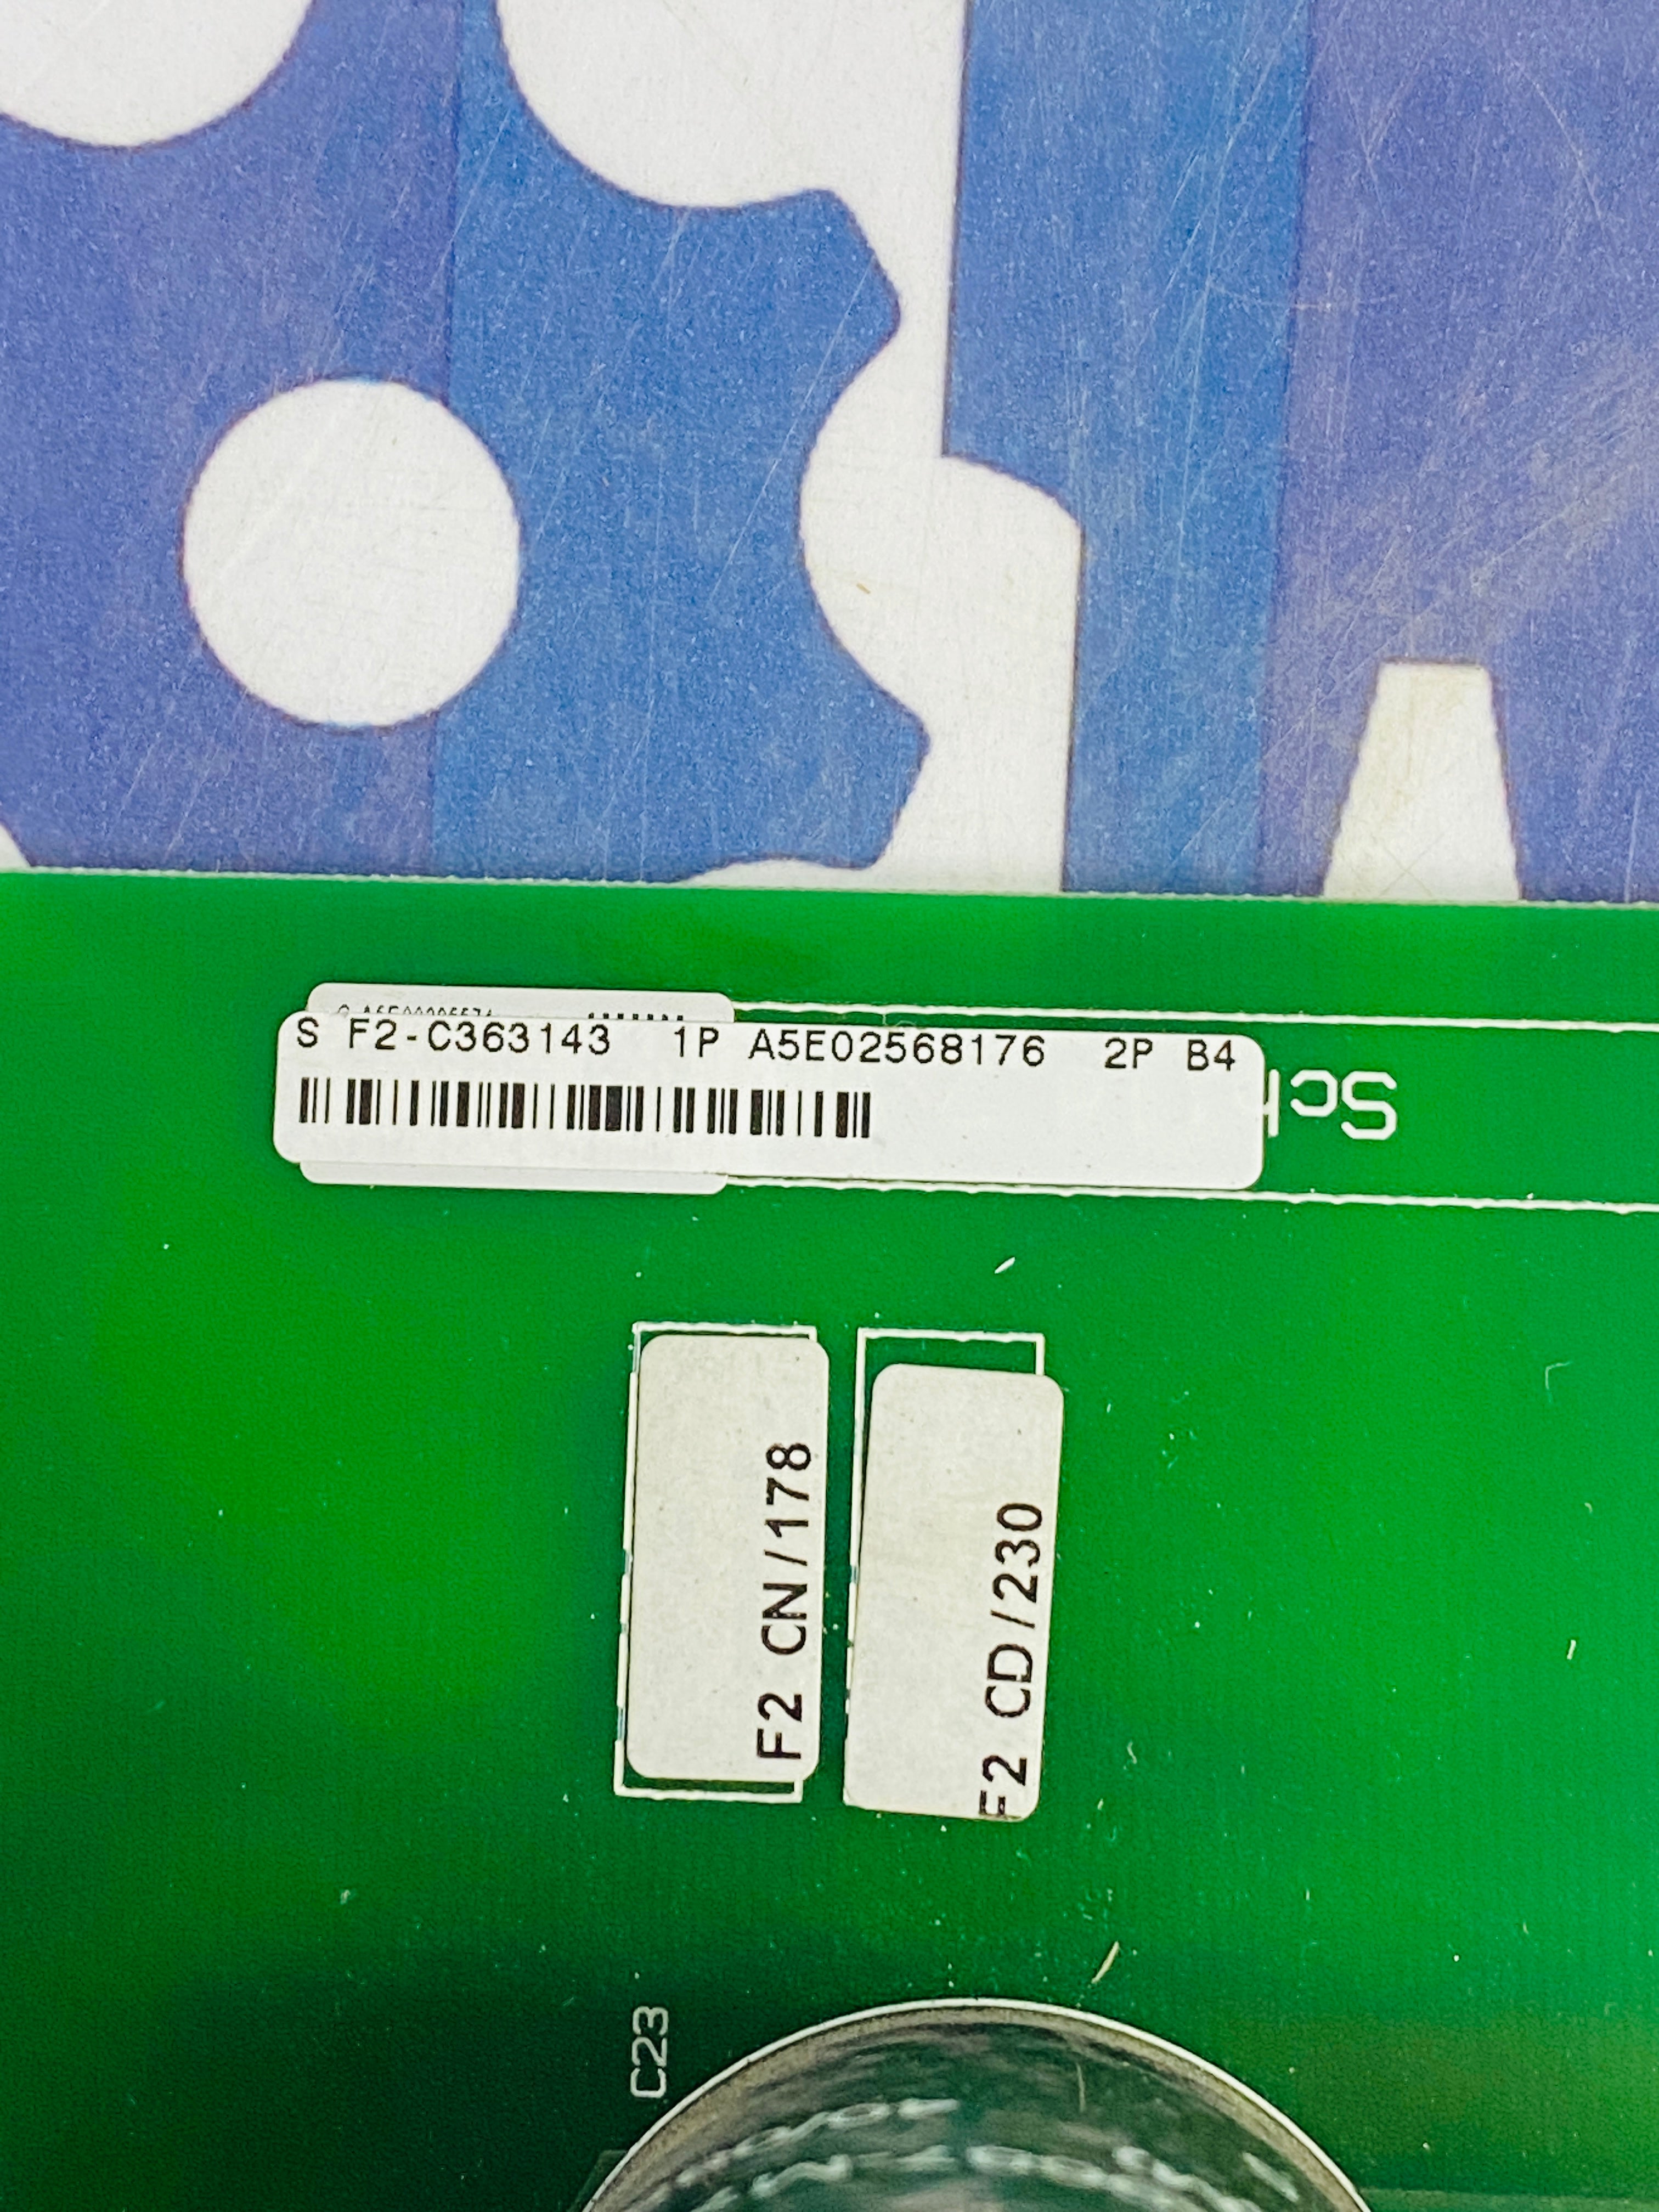 S F2-C363143 1P A5E02568176 2P B4
F2 CN/178
F2 CD/230
C23